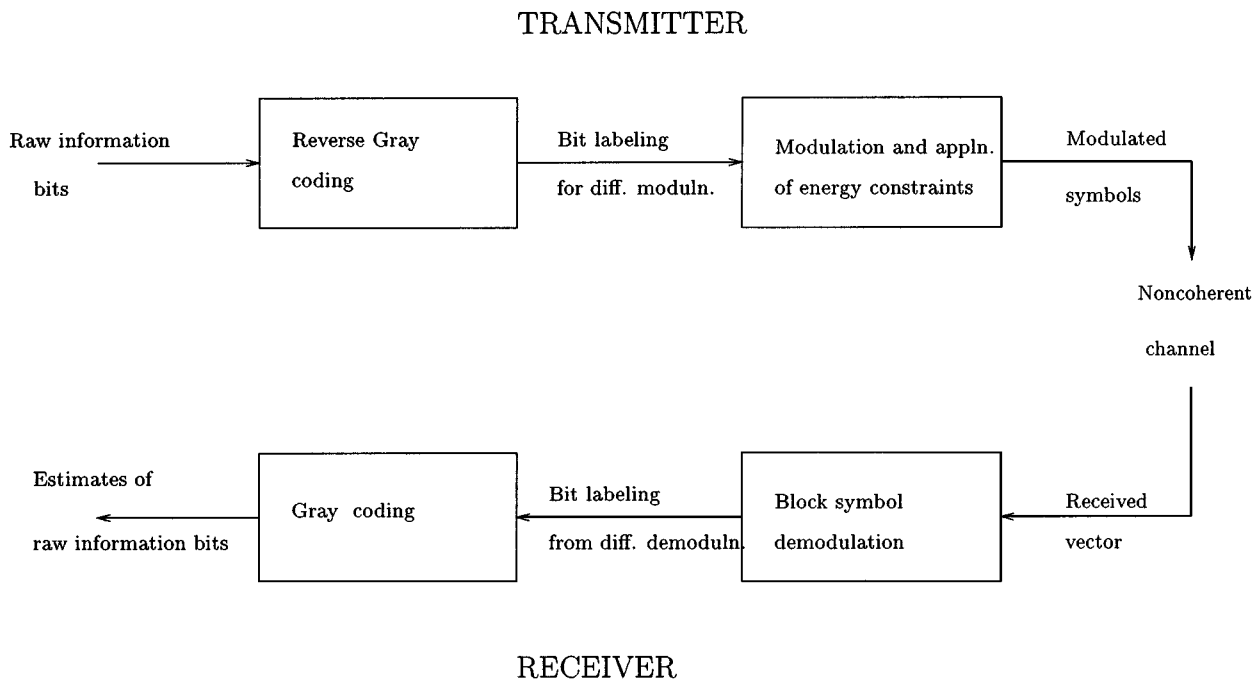 TRANSMITTER
Raw information
bits
Reverse Gray
coding
Bit labeling
for diff. moduln.
Modulation and appln.
of energy constraints
Modulated
symbols
Noncoherent
channel
Received
vector
Block symbol
demodulation
Bit labeling
from diff. demoduln.
Gray coding
Estimates of
raw information bits
RECEIVER